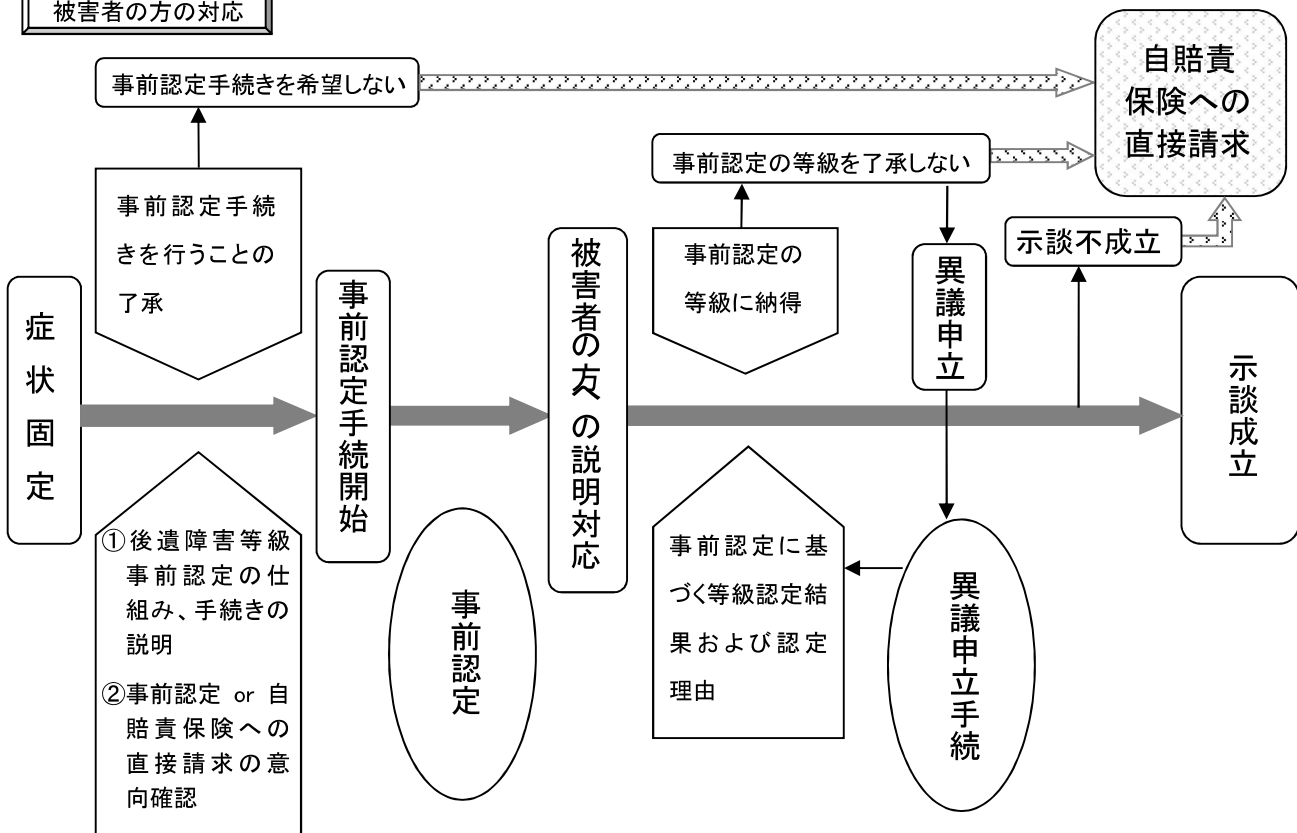 被害者の方の対応
事前認定手続きを希望しない
自賠責
保険への
直接請求
事前認定の等級を了承しない
事前認定手続
きを行うことの
了承
事前認定の
等級に納得
示談不成立
異議申立
症状固定
事前認定手続開始
被害者の方への説明対応
示談成立
①後遺障害等級
事前認定の仕
組み、手続きの
説明
②事前認定 or 自
賠責保険への
直接請求の意
向確認
事前認定
事前認定に基
づく等級認定結
果および認定
理由
異議申立手続